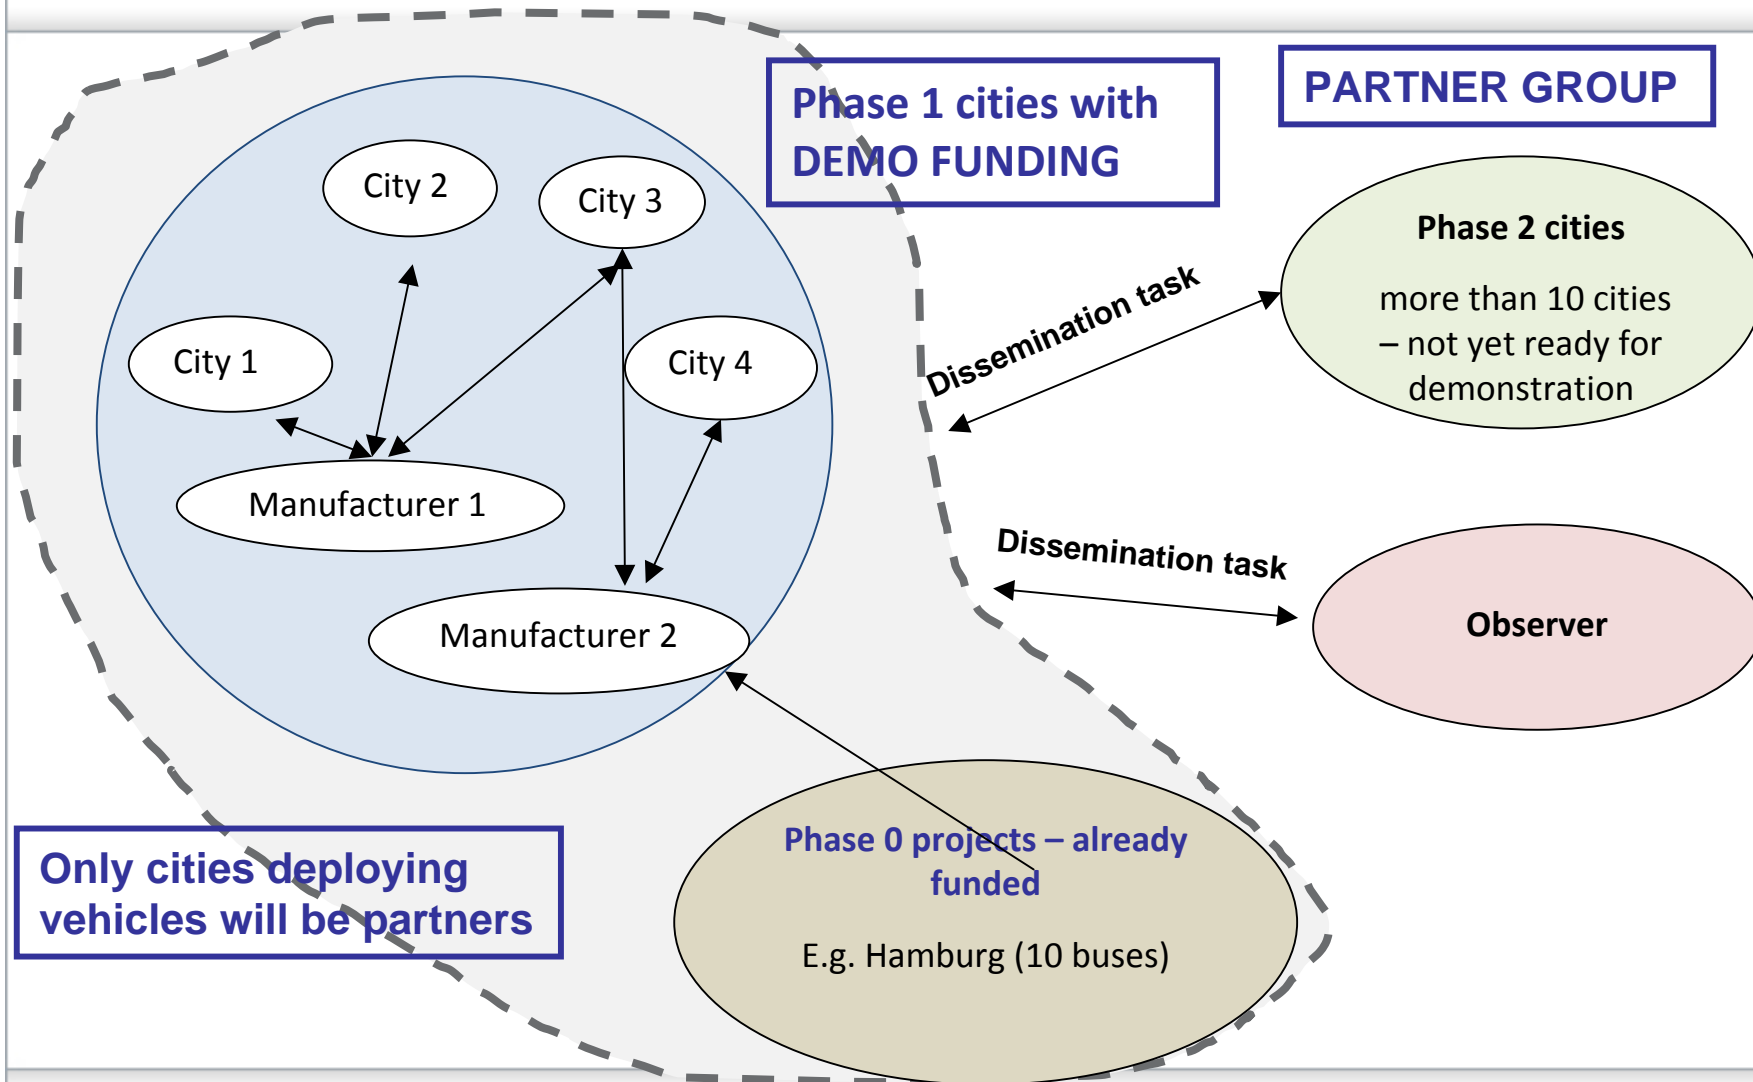 Phase 1 cities with
DEMO FUNDING
PARTNER GROUP
City 2
City 3
City 1
City 4
Manufacturer 1
Manufacturer 2
Dissemination task
Phase 2 cities
more than 10 cities
– not yet ready for
demonstration
Dissemination task
Observer
Only cities deploying
vehicles will be partners
Phase 0 projects – already
funded
E.g. Hamburg (10 buses)